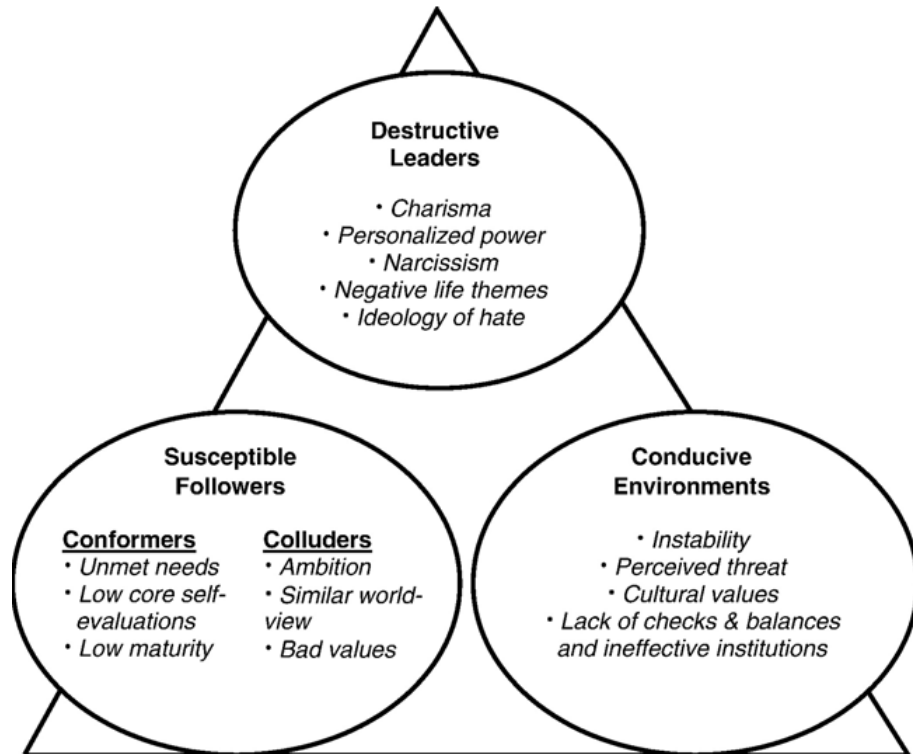 Destructive
Leaders
• Charisma
• Personalized power
• Narcissism
• Negative life themes
• Ideology of hate
Susceptible
Followers
Conformers
• Unmet needs
• Low core self-
evaluations
• Low maturity
Colluders
• Ambition
• Similar world-
view
• Bad values
Conducive
Environments
• Instability
• Perceived threat
• Cultural values
• Lack of checks & balances
and ineffective institutions